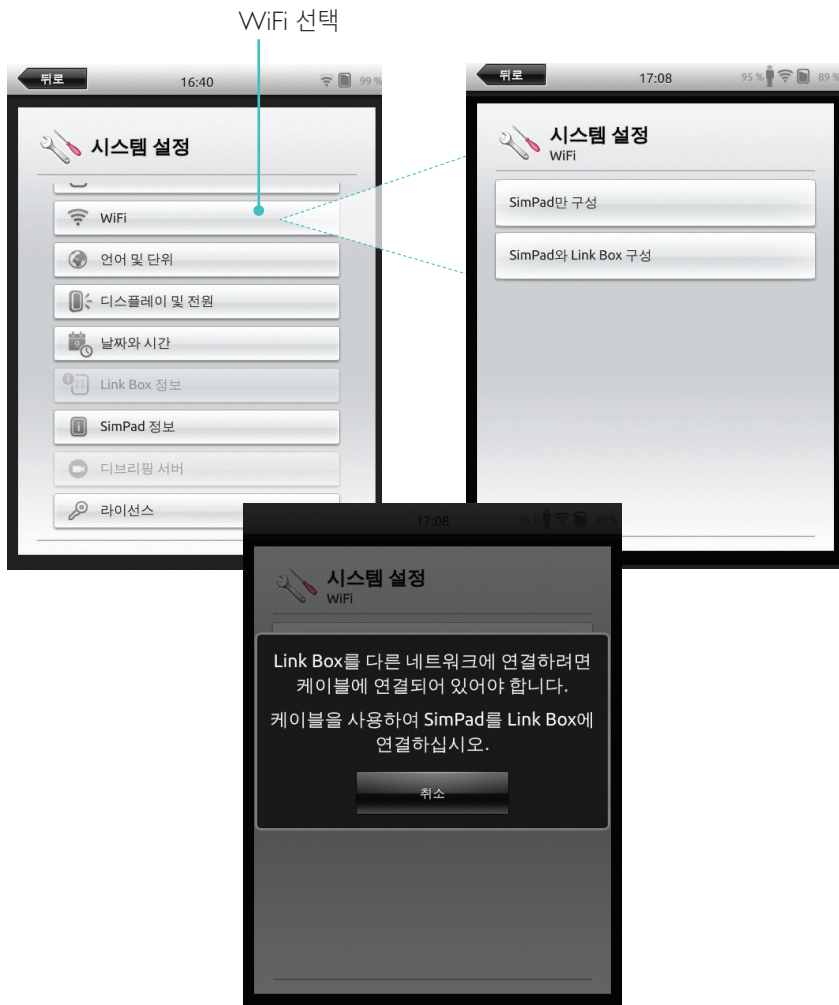 WiFi 선택
뒤로 16:40 99 %
시스템 설정
WiFi
언어 및 단위
디스플레이 및 전원
날짜와 시간
Link Box 정보
SimPad 정보
디브리핑 서버
라이선스
뒤로 17:08 95 % 89 %
시스템 설정
WiFi
SimPad만 구성
SimPad와 Link Box 구성
17:08 95 % 89 %
시스템 설정
WiFi
Link Box를 다른 네트워크에 연결하려면
케이블에 연결되어 있어야 합니다.
케이블을 사용하여 SimPad를 Link Box에
연결하십시오.
취소